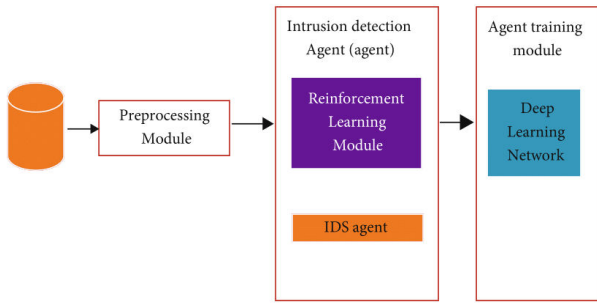 Preprocessing
Module
Intrusion detection
Agent (agent)
Reinforcement
Learning
Module
IDS agent
Agent training
module
Deep
Learning
Network